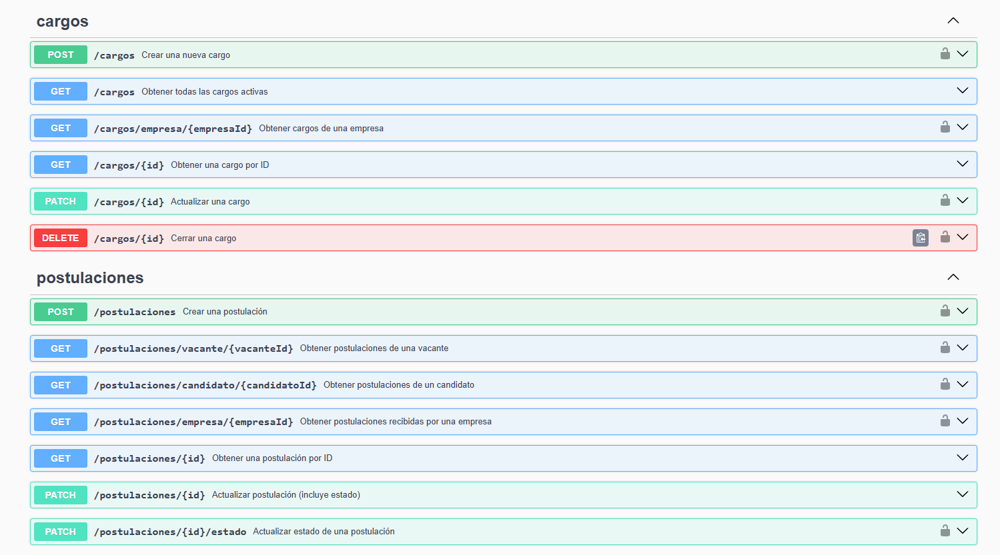 cargos
POST /cargos Crear una nueva cargo
GET /cargos Obtener todas las cargos activas
GET /cargos/empresa/{empresaId} Obtener cargos de una empresa
GET /cargos/{id} Obtener una cargo por ID
PATCH /cargos/{id} Actualizar una cargo
DELETE /cargos/{id} Cerrar una cargo
postulaciones
POST /postulaciones Crear una postulación
GET /postulaciones/vacante/{vacanteId} Obtener postulaciones de una vacante
GET /postulaciones/candidato/{candidatoId} Obtener postulaciones de un candidato
GET /postulaciones/empresa/{empresaId} Obtener postulaciones recibidas por una empresa
GET /postulaciones/{id} Obtener una postulación por ID
PATCH /postulaciones/{id} Actualizar postulación (incluye estado)
PATCH /postulaciones/{id}/estado Actualizar estado de una postulación